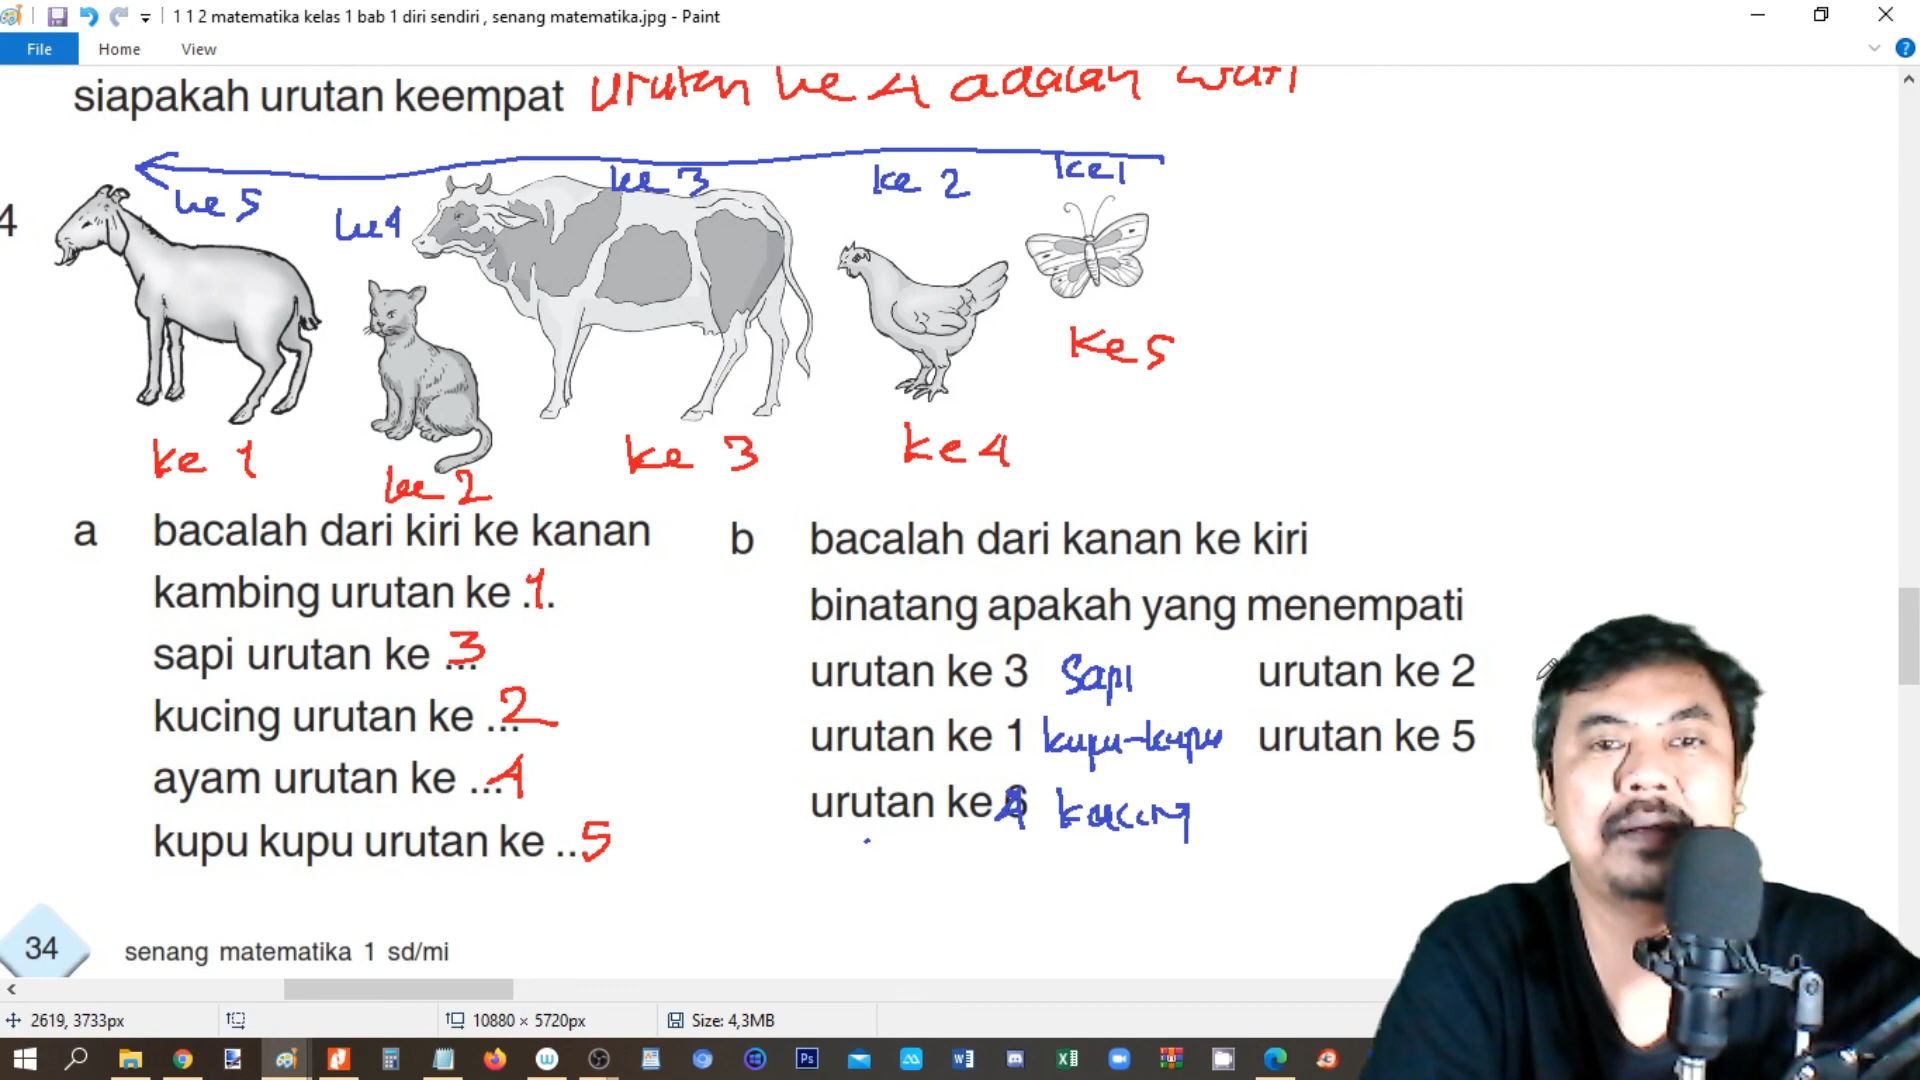 1 1 2 matematika kelas 1 bab 1 diri sendiri , senang matematika.jpg - Paint
File Home View
siapakah urutan keempat urutan ke 4 adalah wati
ke 5 ke4 ke 3 ke 2 ke1
4
ke 5
ke 1 ke 2 ke 3 ke 4
a bacalah dari kiri ke kanan
kambing urutan ke ... 1
sapi urutan ke ... 3
kucing urutan ke ... 2
ayam urutan ke ... 4
kupu kupu urutan ke ... 5
b bacalah dari kanan ke kiri
binatang apakah yang menempati
urutan ke 3 Sapi urutan ke 2
urutan ke 1 kupu-kupu urutan ke 5
urutan ke 4 kucing
34 senang matematika 1 sd/mi
2619, 3733px 10880 × 5720px Size: 4,3MB
Ps